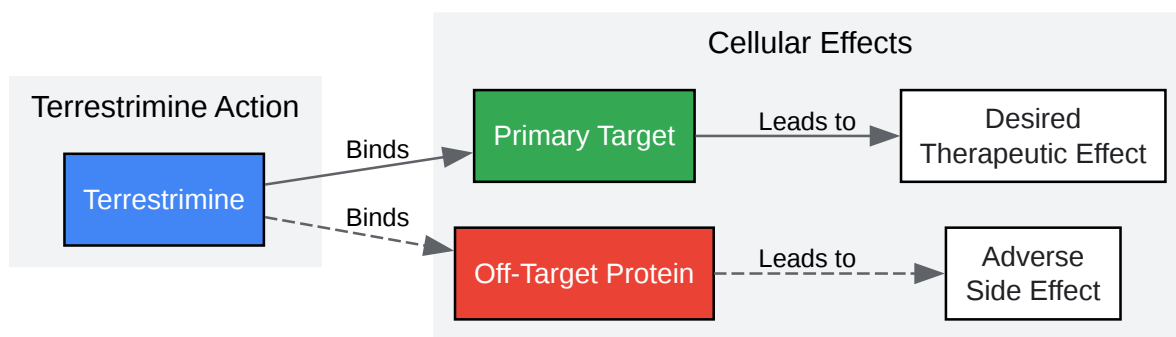 Cellular Effects
Terrestrimine Action
Terrestrimine
Binds
Binds
Primary Target
Leads to
Desired
Therapeutic Effect
Off-Target Protein
Leads to
Adverse
Side Effect